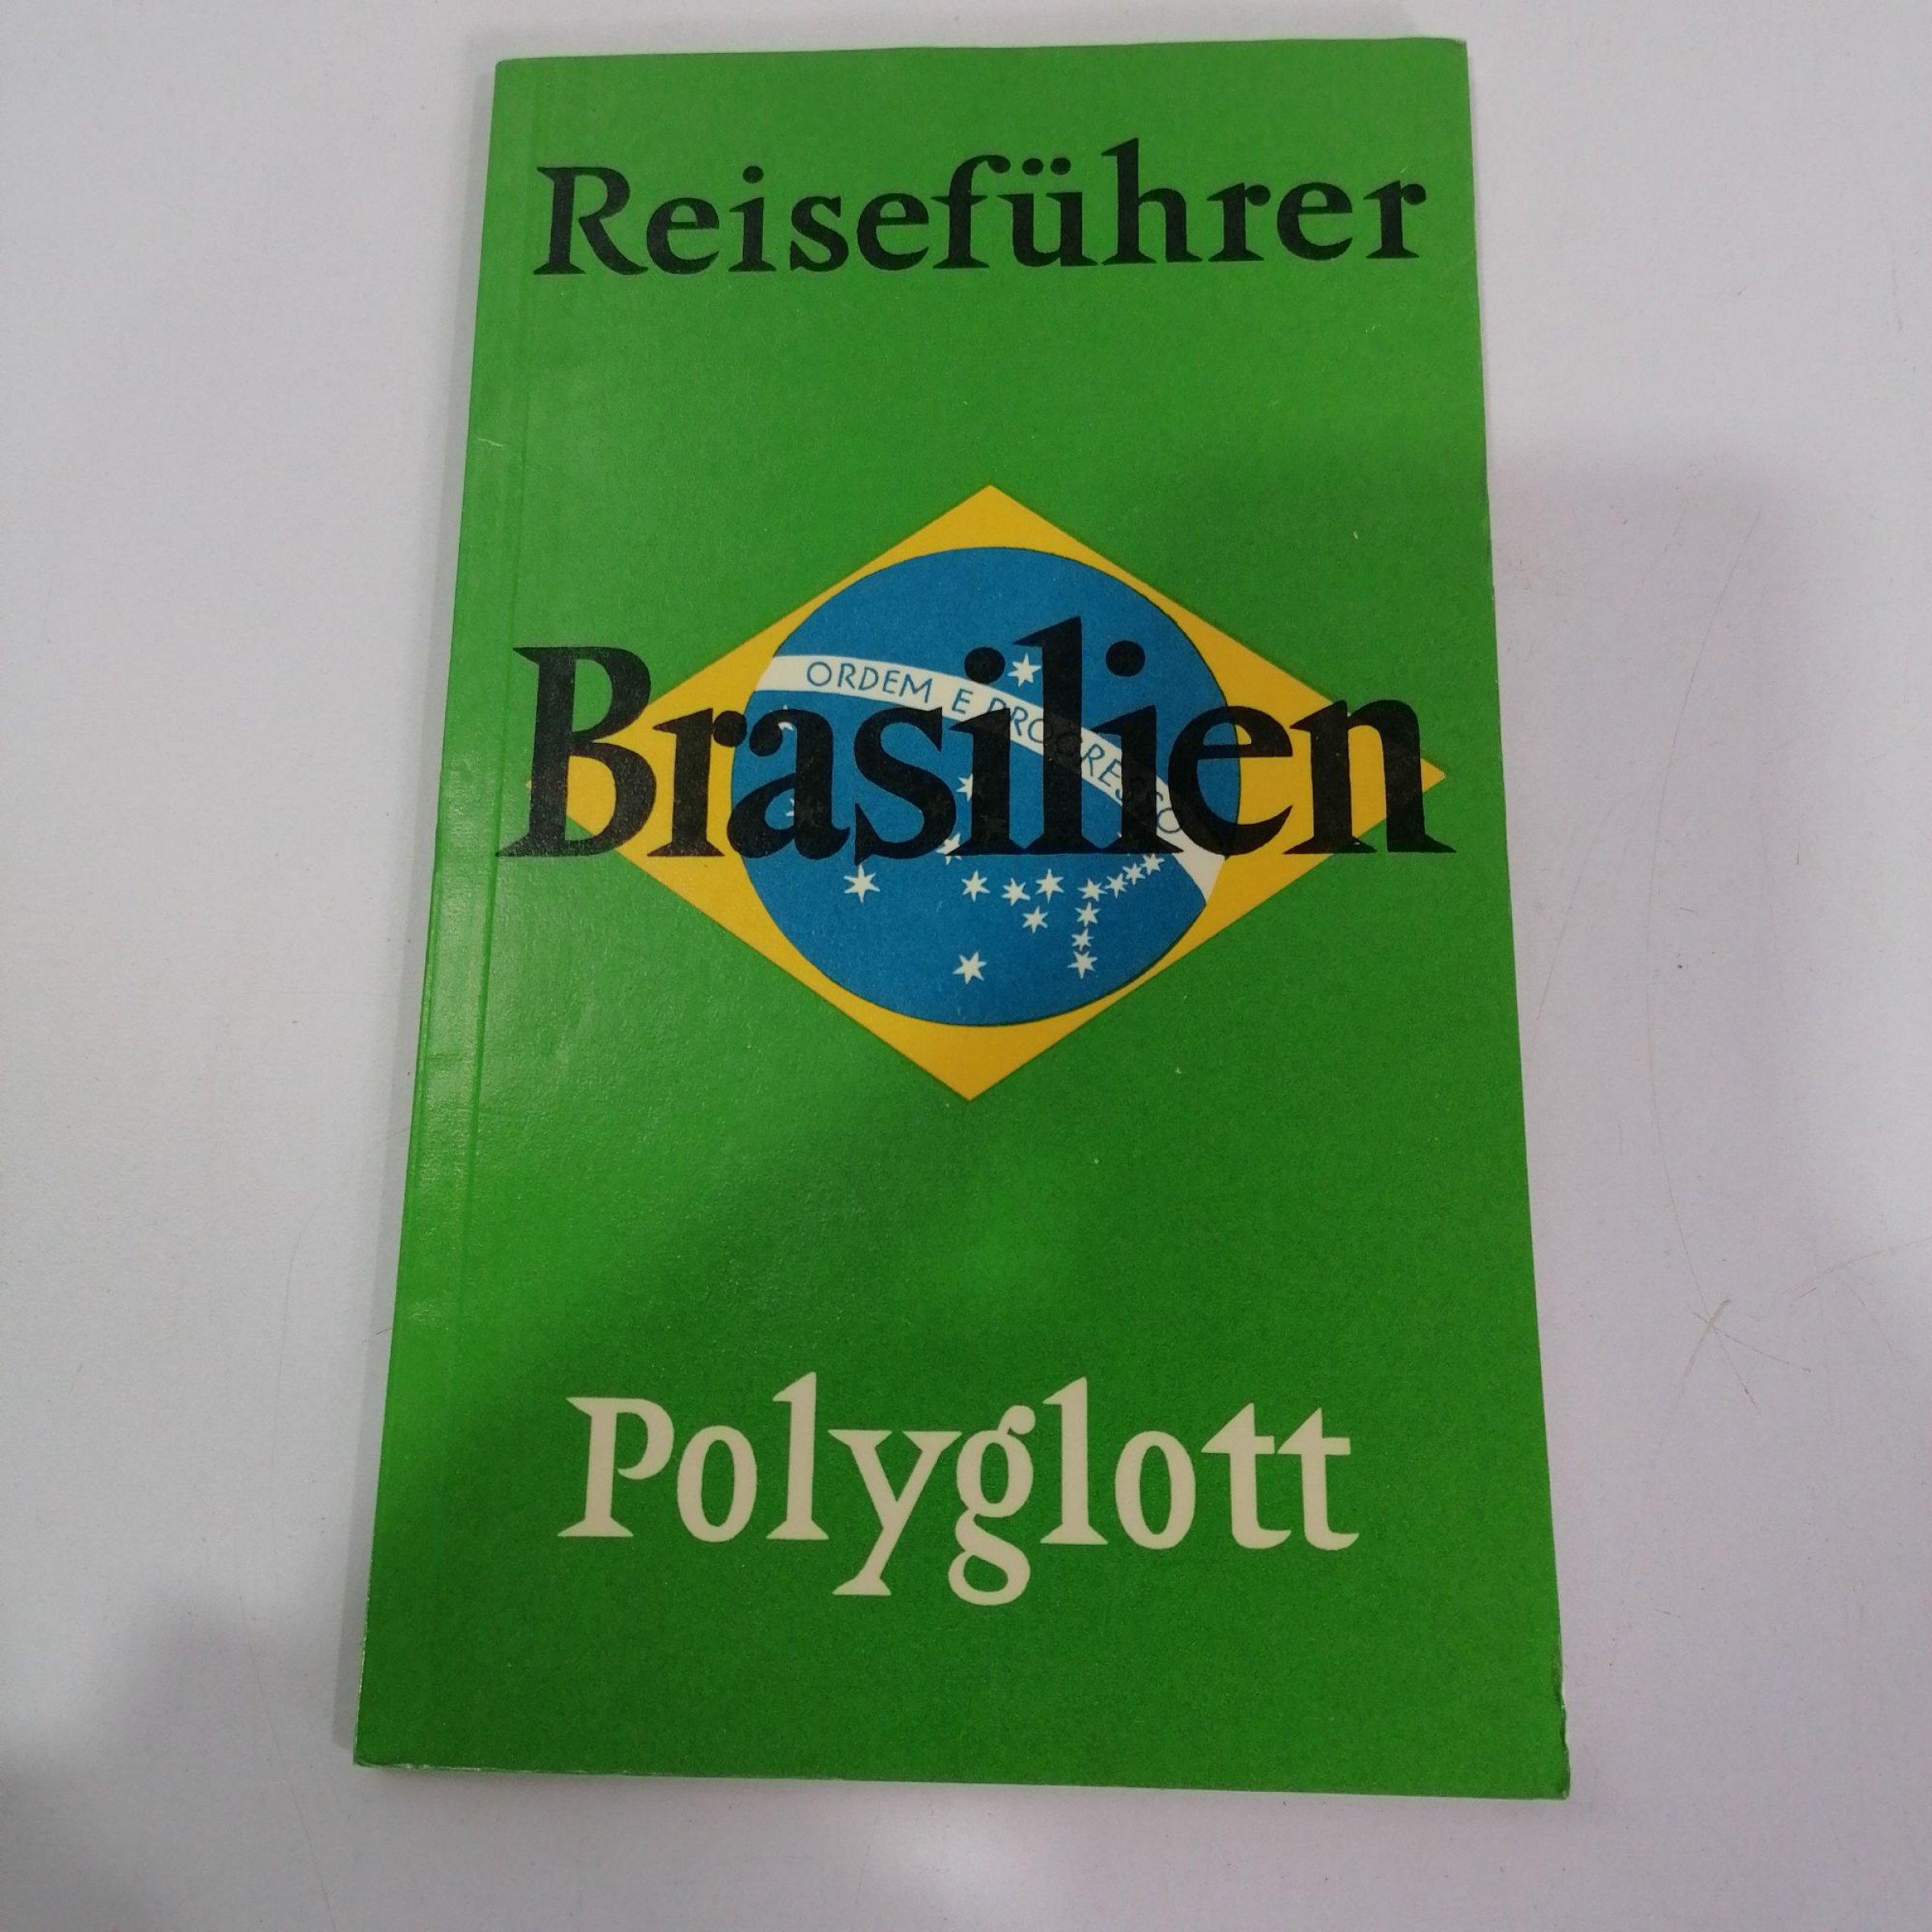 Reiseführer
ORDEM E PROGRESSO
Brasilien
Polyglott